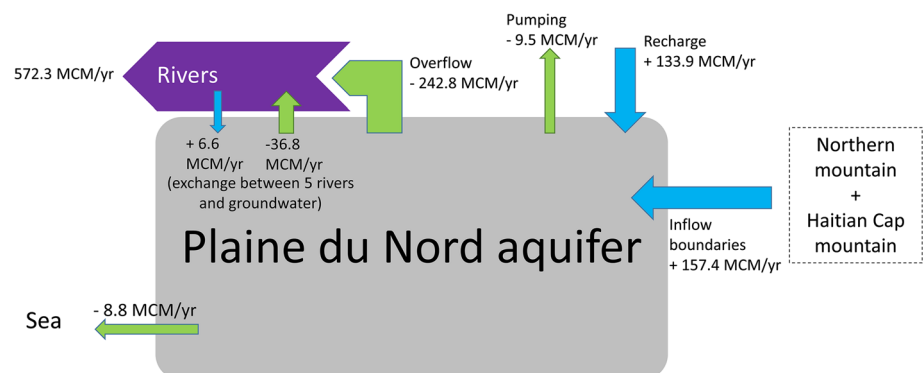 Pumping
- 9.5 MCM/yr
Recharge
+ 133.9 MCM/yr
572.3 MCM/yr
Rivers
Overflow
- 242.8 MCM/yr
+ 6.6
MCM/yr
-36.8
MCM/yr
(exchange between 5 rivers
and groundwater)
Northern
mountain
+
Haitian Cap
mountain
Inflow
boundaries
+ 157.4 MCM/yr
Plaine du Nord aquifer
Sea
- 8.8 MCM/yr